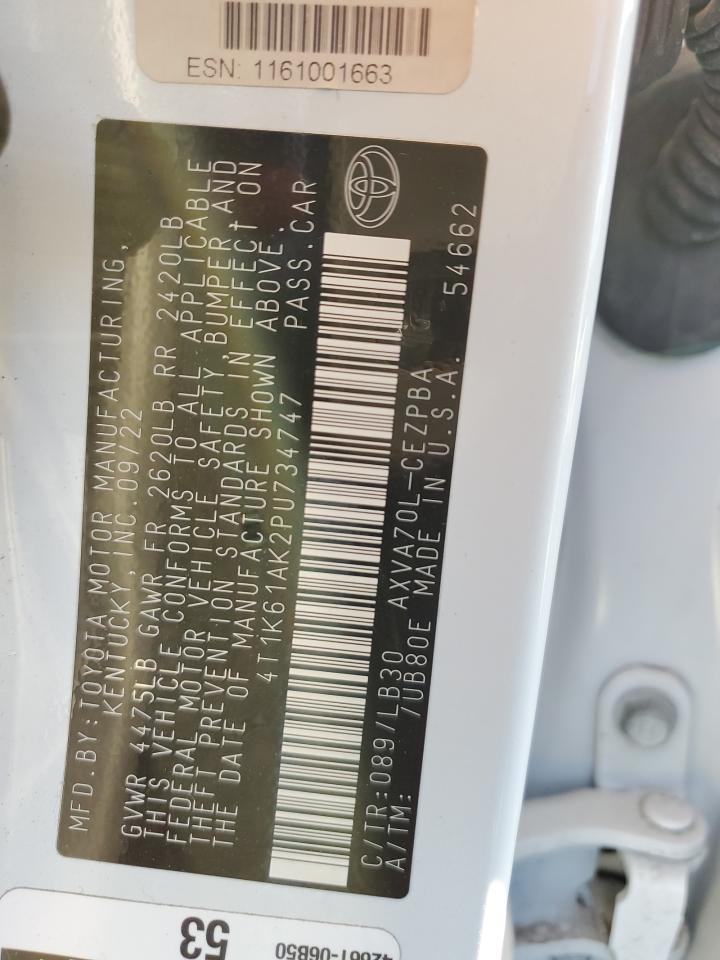 ESN: 1161001663
MFD.BY:TOYOTA MOTOR MANUFACTURING,
KENTUCKY, INC. 09/22
GVWR 4475LB GAWR FR 2620LB RR 2420LB
THIS VEHICLE CONFORMS TO ALL APPLICABLE
FEDERAL MOTOR VEHICLE SAFETY, BUMPER AND
THEFT PREVENTION STANDARDS IN EFFECT ON
THE DATE OF MANUFACTURE SHOWN ABOVE.
4T1K61AK2PU734747 PASS.CAR
C/TR:089/LB30 AXVA70L-CEZPBA
A/TM: /UB80E MADE IN U.S.A. 54662
53
42661-06B50